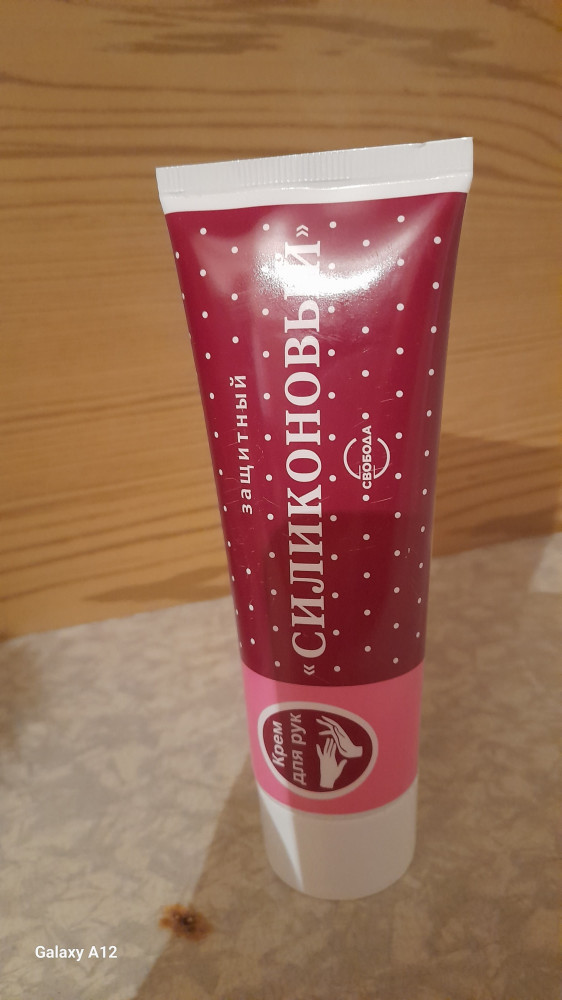 защитный
«СИЛИКОНОВЫЙ»
СВОБОДА
Крем
для рук
Galaxy A12